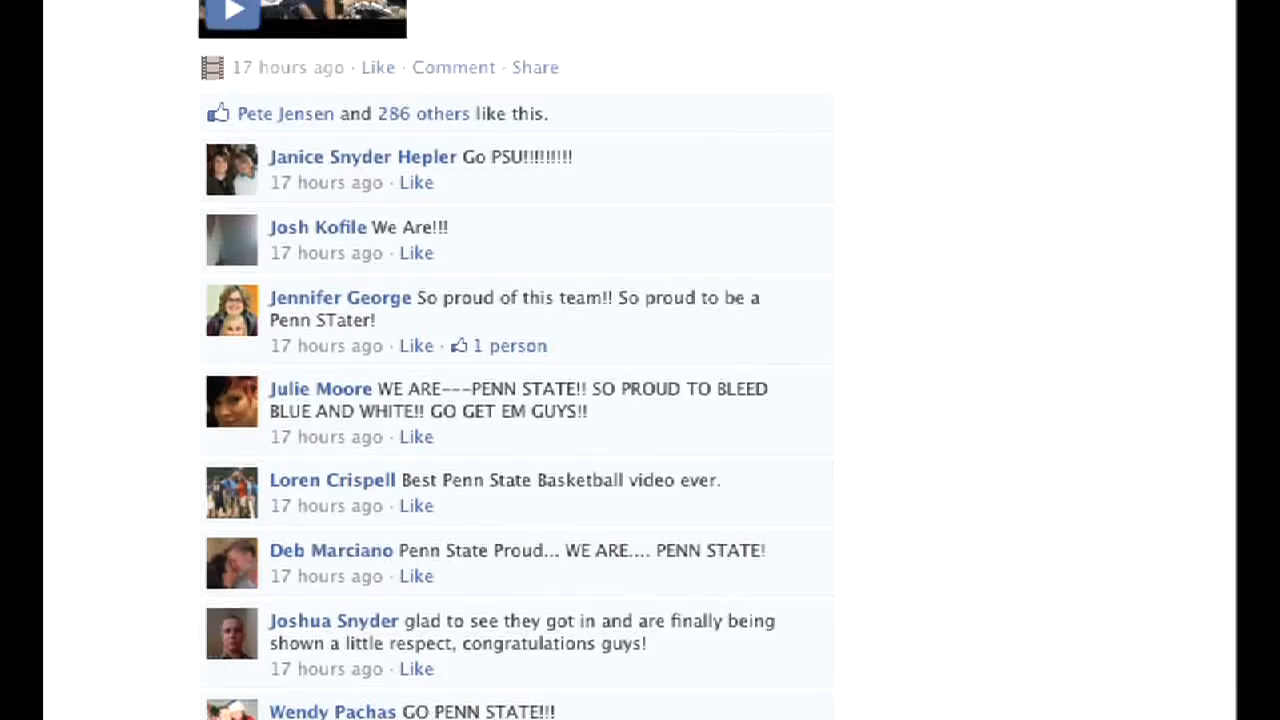 17 hours ago · Like · Comment · Share
Pete Jensen and 286 others like this.
Janice Snyder Hepler Go PSU!!!!!!!!!
17 hours ago · Like
Josh Kofile We Are!!!
17 hours ago · Like
Jennifer George So proud of this team!! So proud to be a
Penn STater!
17 hours ago · Like · 1 person
Julie Moore WE ARE---PENN STATE!! SO PROUD TO BLEED
BLUE AND WHITE!! GO GET EM GUYS!!
17 hours ago · Like
Loren Crispell Best Penn State Basketball video ever.
17 hours ago · Like
Deb Marciano Penn State Proud... WE ARE.... PENN STATE!
17 hours ago · Like
Joshua Snyder glad to see they got in and are finally being
shown a little respect, congratulations guys!
17 hours ago · Like
Wendy Pachas GO PENN STATE!!!